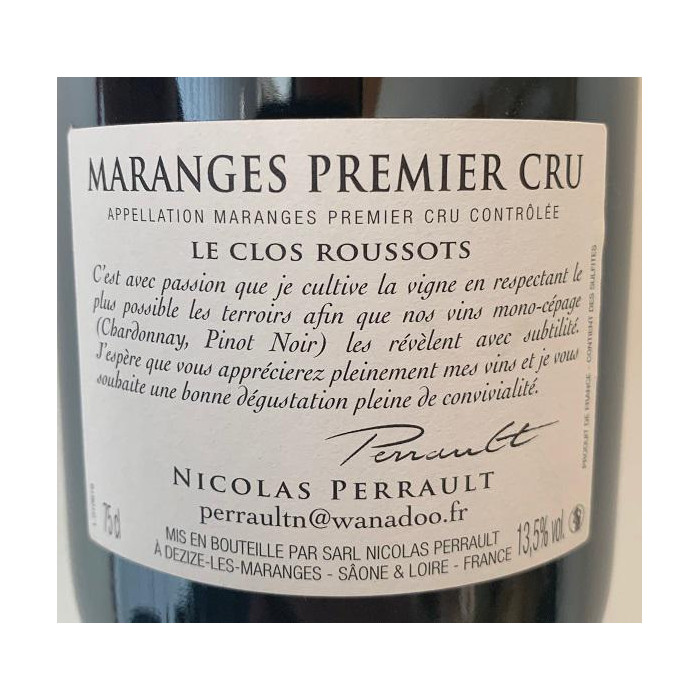 MARANGES PREMIER CRU
APPELLATION MARANGES PREMIER CRU CONTRÔLÉE
LE CLOS ROUSSOTS
C'est avec passion que je cultive la vigne en respectant le
plus possible les terroirs afin que nos vins mono-cépage
(Chardonnay, Pinot Noir) les révèlent avec subtilité.
J'espère que vous apprécierez pleinement mes vins et je vous
souhaite une bonne dégustation pleine de convivialité.
Perrault
NICOLAS PERRAULT
perraultn@wanadoo.fr
75 cl
MIS EN BOUTEILLE PAR SARL NICOLAS PERRAULT
À DEZIZE-LES-MARANGES - SÂONE & LOIRE - FRANCE
13,5% vol.
PRODUIT DE FRANCE - CONTIENT DES SULFITES